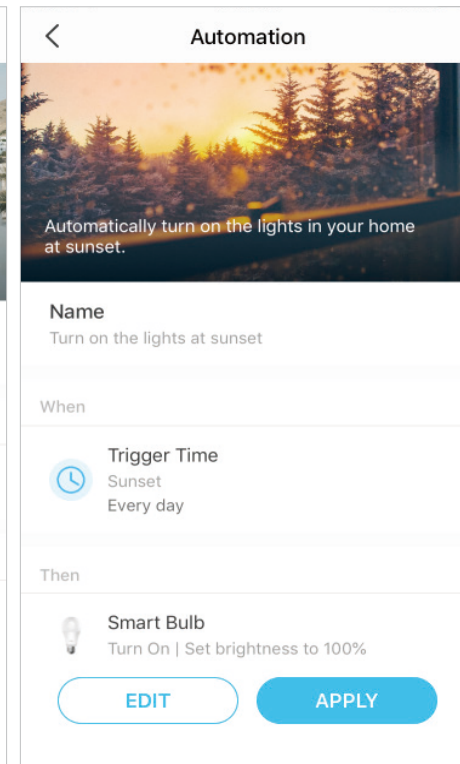 Automation
Automatically turn on the lights in your home
at sunset.
Name
Turn on the lights at sunset
When
Trigger Time
Sunset
Every day
Then
Smart Bulb
Turn On | Set brightness to 100%
EDIT
APPLY